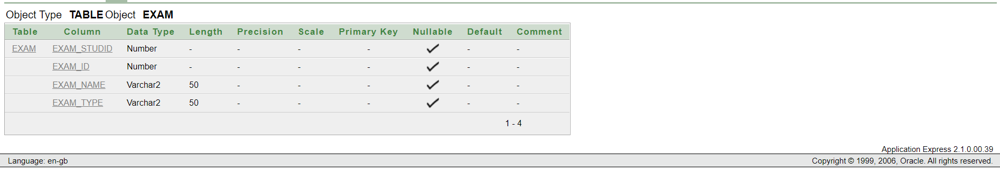 Object Type TABLE Object EXAM
Table Column Data Type Length Precision Scale Primary Key Nullable Default Comment
EXAM EXAM_STUDID Number - - - - - -
EXAM_ID Number - - - - - -
EXAM_NAME Varchar2 50 - - - - -
EXAM_TYPE Varchar2 50 - - - - -
1 - 4
Application Express 2.1.0.00.39
Language: en-gb Copyright © 1999, 2006, Oracle. All rights reserved.